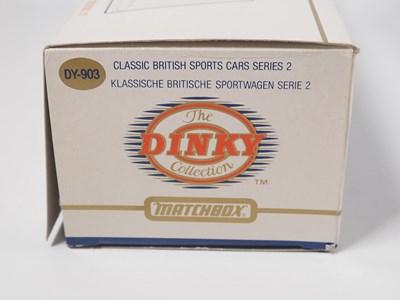 DY-903
CLASSIC BRITISH SPORTS CARS SERIES 2
KLASSISCHE BRITISCHE SPORTWAGEN SERIE 2
The
DINKY
Collection
TM
MATCHBOX